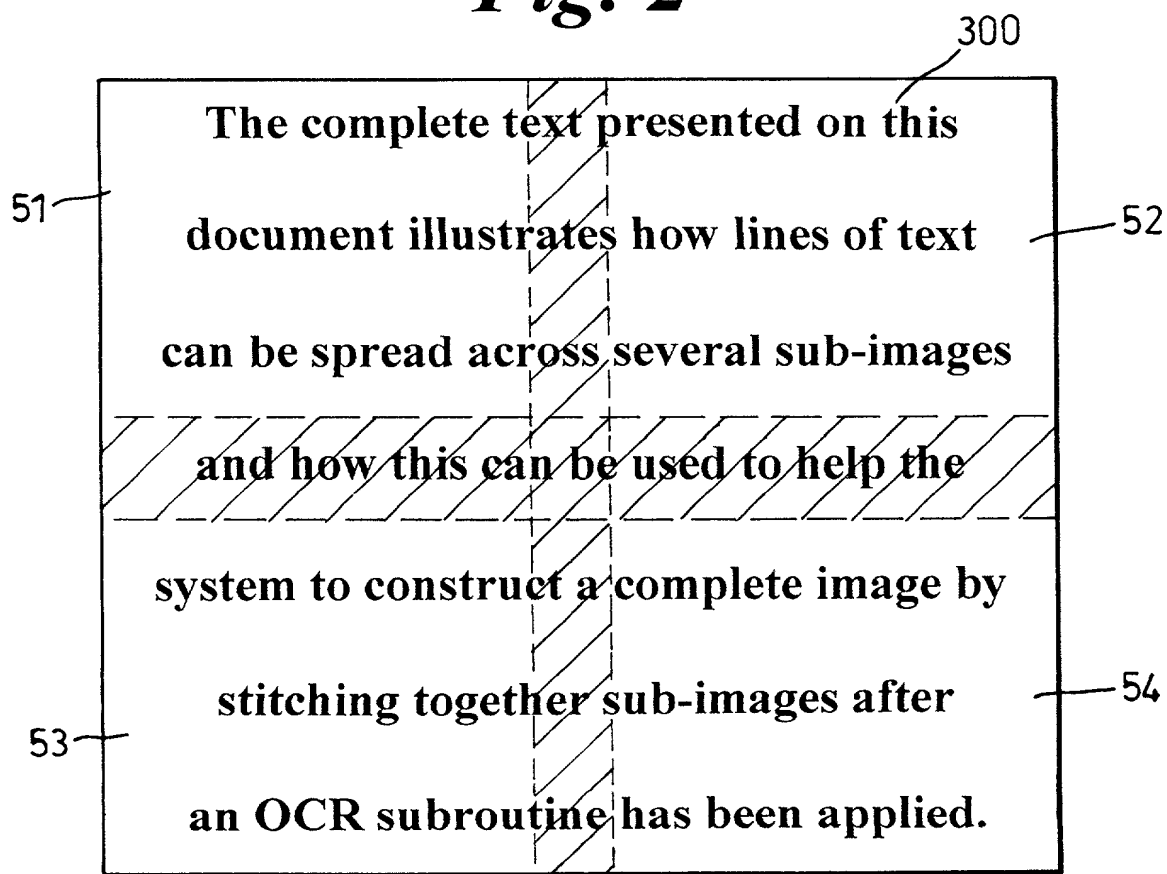 Fig. 2
300
The complete text presented on this
51
document illustrates how lines of text
52
can be spread across several sub-images
and how this can be used to help the
system to construct a complete image by
stitching together sub-images after
54
53
an OCR subroutine has been applied.